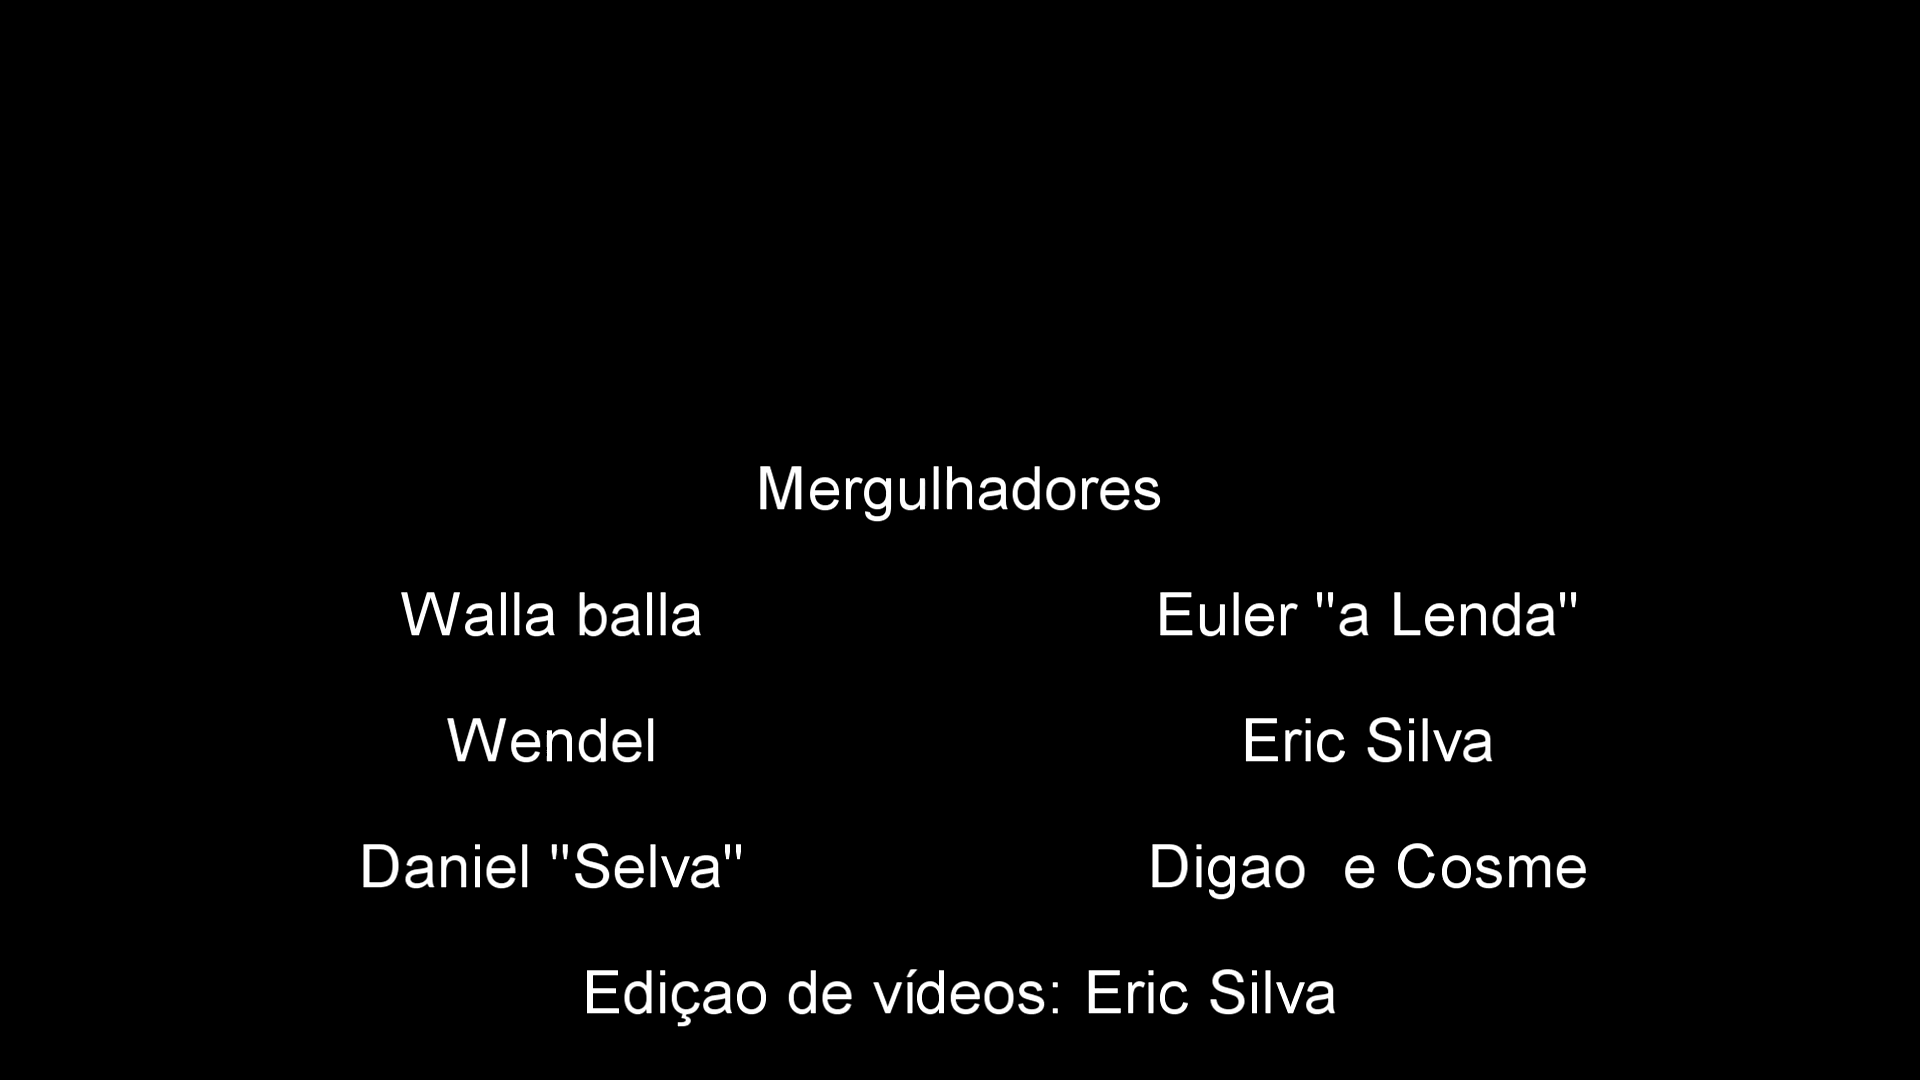 Mergulhadores
Walla balla Euler "a Lenda"
Wendel Eric Silva
Daniel "Selva" Digao  e Cosme
Ediçao de vídeos: Eric Silva